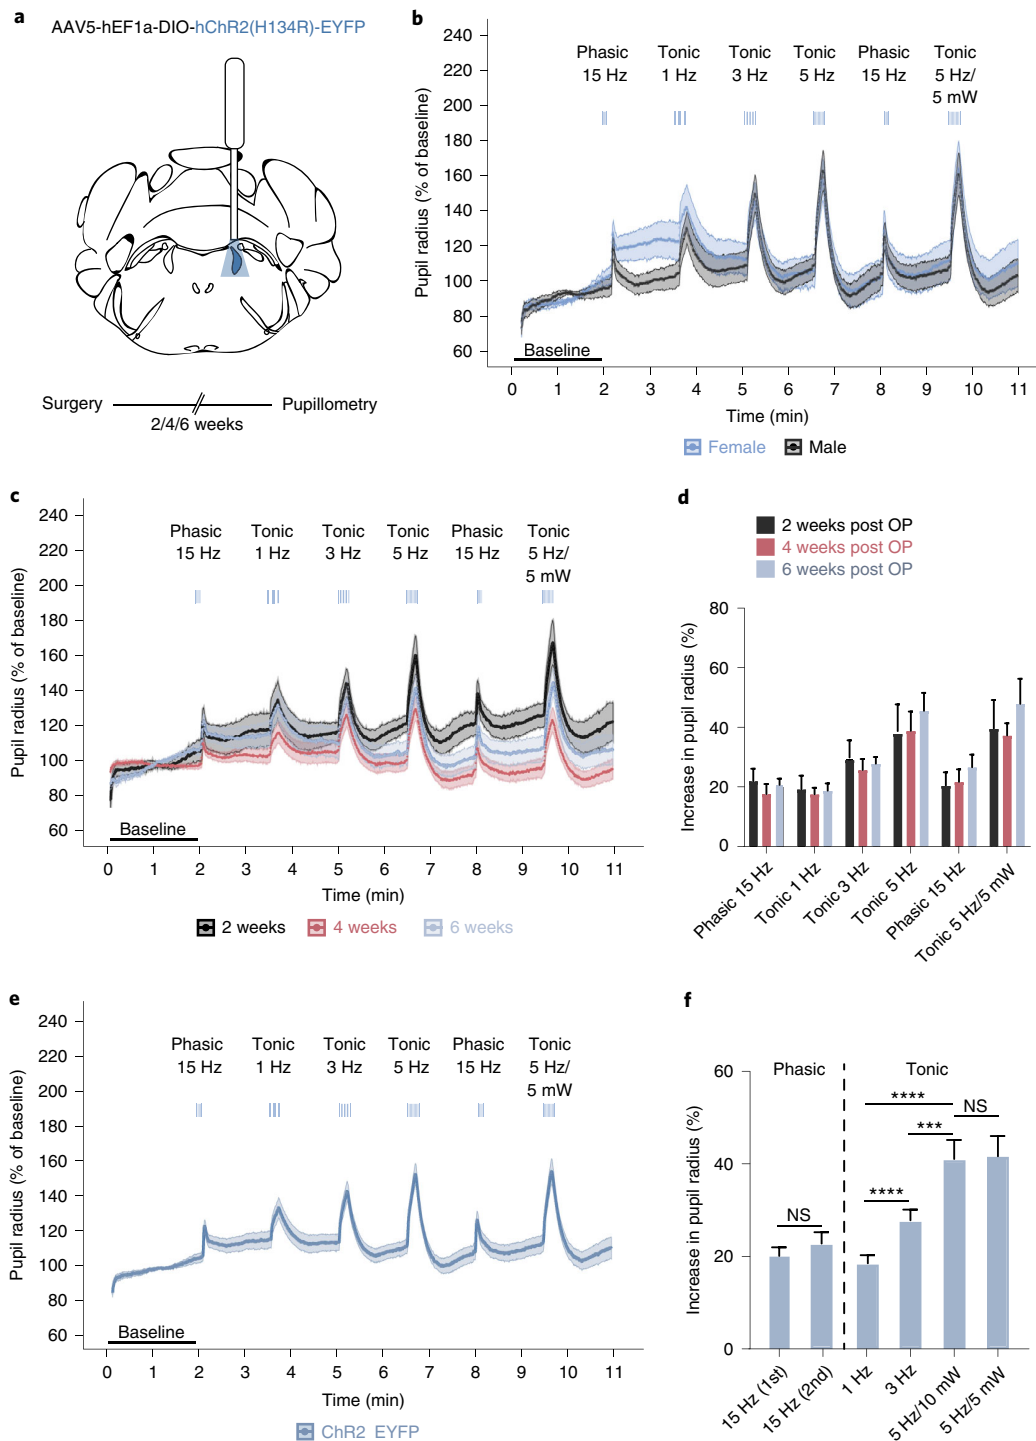 a
AAV5-hEF1a-DIO-hChR2(H134R)-EYFP
Surgery
Pupillometry
2/4/6 weeks
b
Pupil radius (% of baseline)
240
220
200
180
160
140
120
100
80
60
Phasic 15 Hz
Tonic 1 Hz
Tonic 3 Hz
Tonic 5 Hz
Phasic 15 Hz
Tonic 5 Hz/ 5 mW
Baseline
0 1 2 3 4 5 6 7 8 9 10 11
Time (min)
Female Male
c
Pupil radius (% of baseline)
240
220
200
180
160
140
120
100
80
60
Phasic 15 Hz
Tonic 1 Hz
Tonic 3 Hz
Tonic 5 Hz
Phasic 15 Hz
Tonic 5 Hz/ 5 mW
Baseline
0 1 2 3 4 5 6 7 8 9 10 11
Time (min)
2 weeks 4 weeks 6 weeks
d
2 weeks post OP
4 weeks post OP
6 weeks post OP
Increase in pupil radius (%)
80
60
40
20
0
Phasic 15 Hz
Tonic 1 Hz
Tonic 3 Hz
Tonic 5 Hz
Phasic 15 Hz
Tonic 5 Hz/5 mW
e
Pupil radius (% of baseline)
240
220
200
180
160
140
120
100
80
60
Phasic 15 Hz
Tonic 1 Hz
Tonic 3 Hz
Tonic 5 Hz
Phasic 15 Hz
Tonic 5 Hz/ 5 mW
Baseline
0 1 2 3 4 5 6 7 8 9 10 11
Time (min)
ChR2 EYFP
f
Increase in pupil radius (%)
60
40
20
0
Phasic
Tonic
NS
****
****
***
NS
15 Hz (1st)
15 Hz (2nd)
1 Hz
3 Hz
5 Hz/10 mW
5 Hz/5 mW